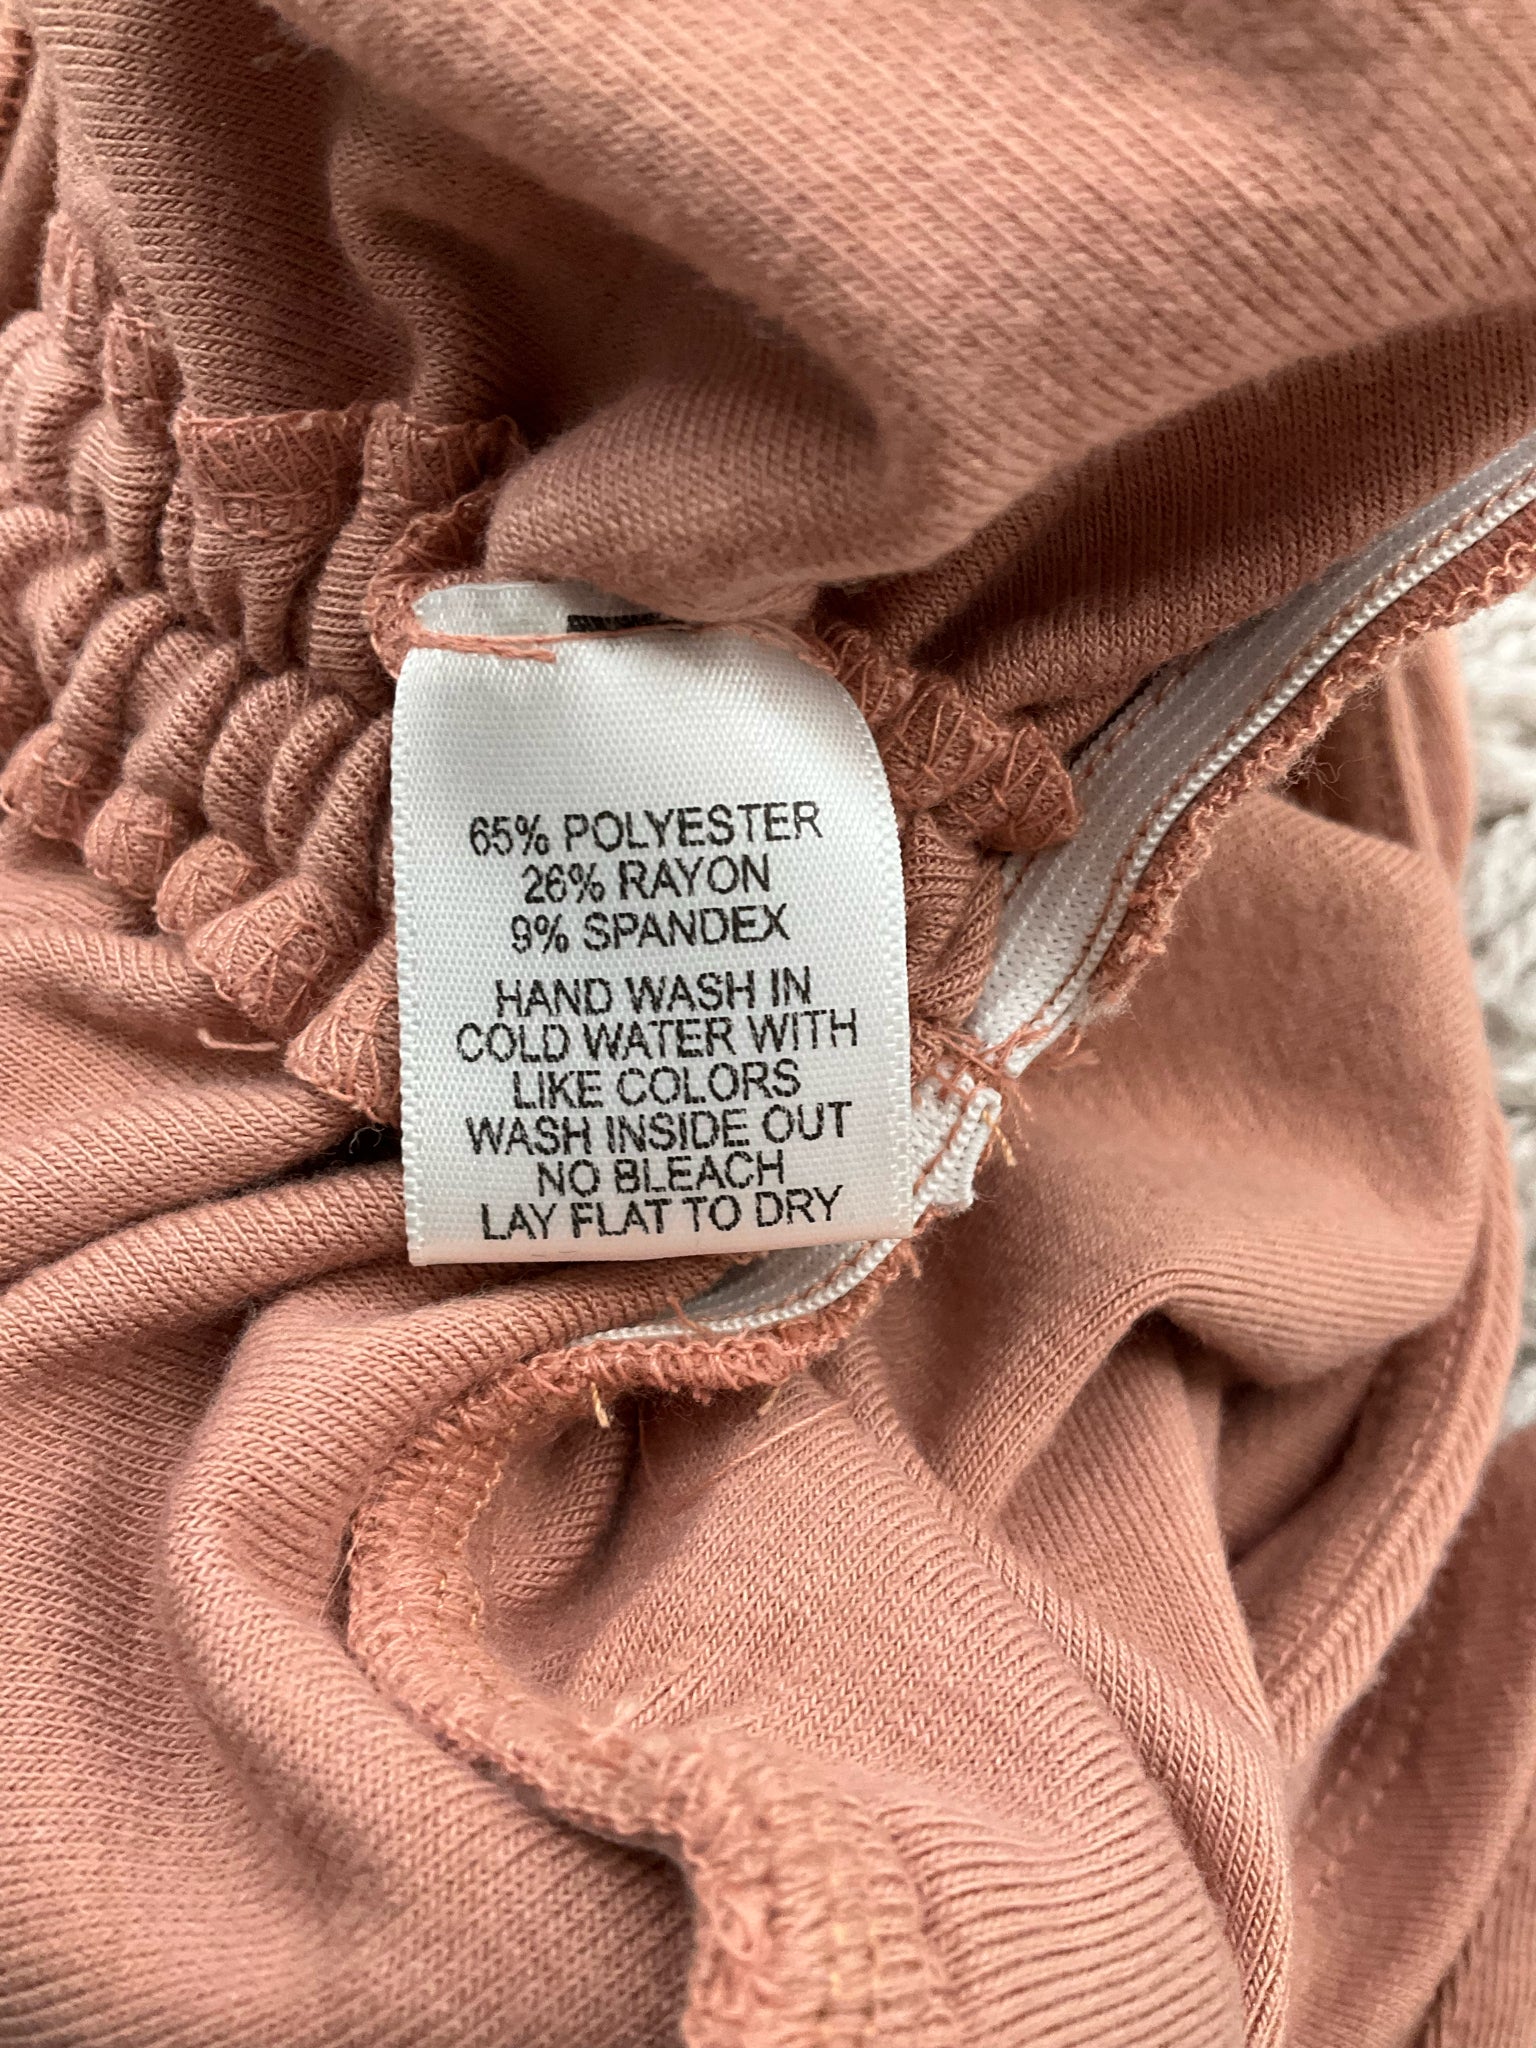 65% POLYESTER
26% RAYON
9% SPANDEX
HAND WASH IN
COLD WATER WITH
LIKE COLORS
WASH INSIDE OUT
NO BLEACH
LAY FLAT TO DRY